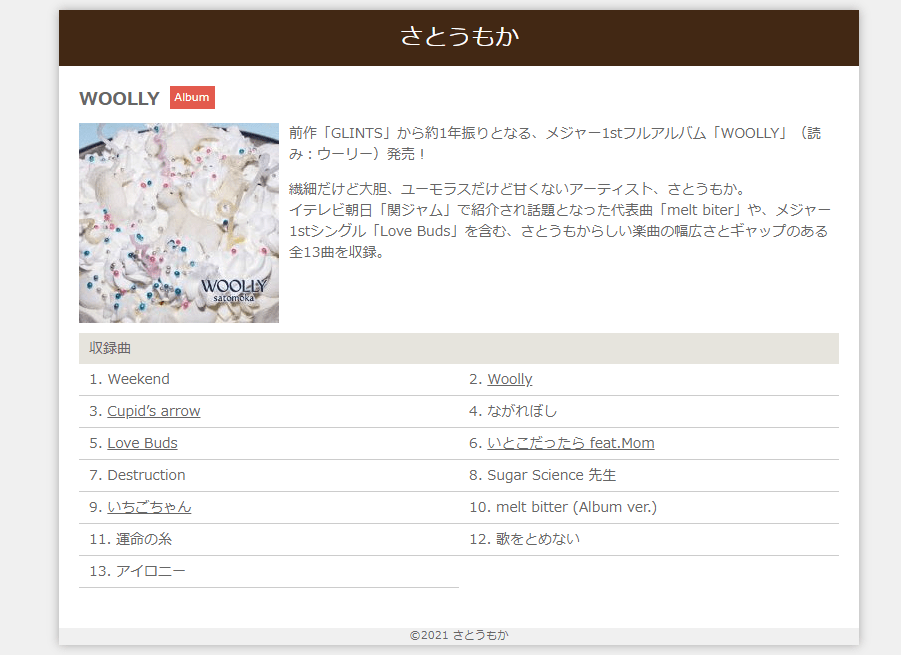 さとうもか
WOOLLY Album
前作「GLINTS」から約1年振りとなる、メジャー1stフルアルバム「WOOLLY」（読
み：ウーリー）発売！
繊細だけど大胆、ユーモラスだけど甘くないアーティスト、さとうもか。
イテレビ朝日「関ジャム」で紹介され話題となった代表曲「melt biter」や、メジャー
1stシングル「Love Buds」を含む、さとうもからしい楽曲の幅広さとギャップのある
全13曲を収録。
WOOLLY
satomoka
収録曲
1. Weekend
2. Woolly
3. Cupid’s arrow
4. ながれぼし
5. Love Buds
6. いとこだったら feat.Mom
7. Destruction
8. Sugar Science 先生
9. いちごちゃん
10. melt bitter (Album ver.)
11. 運命の糸
12. 歌をとめない
13. アイロニー
©2021 さとうもか